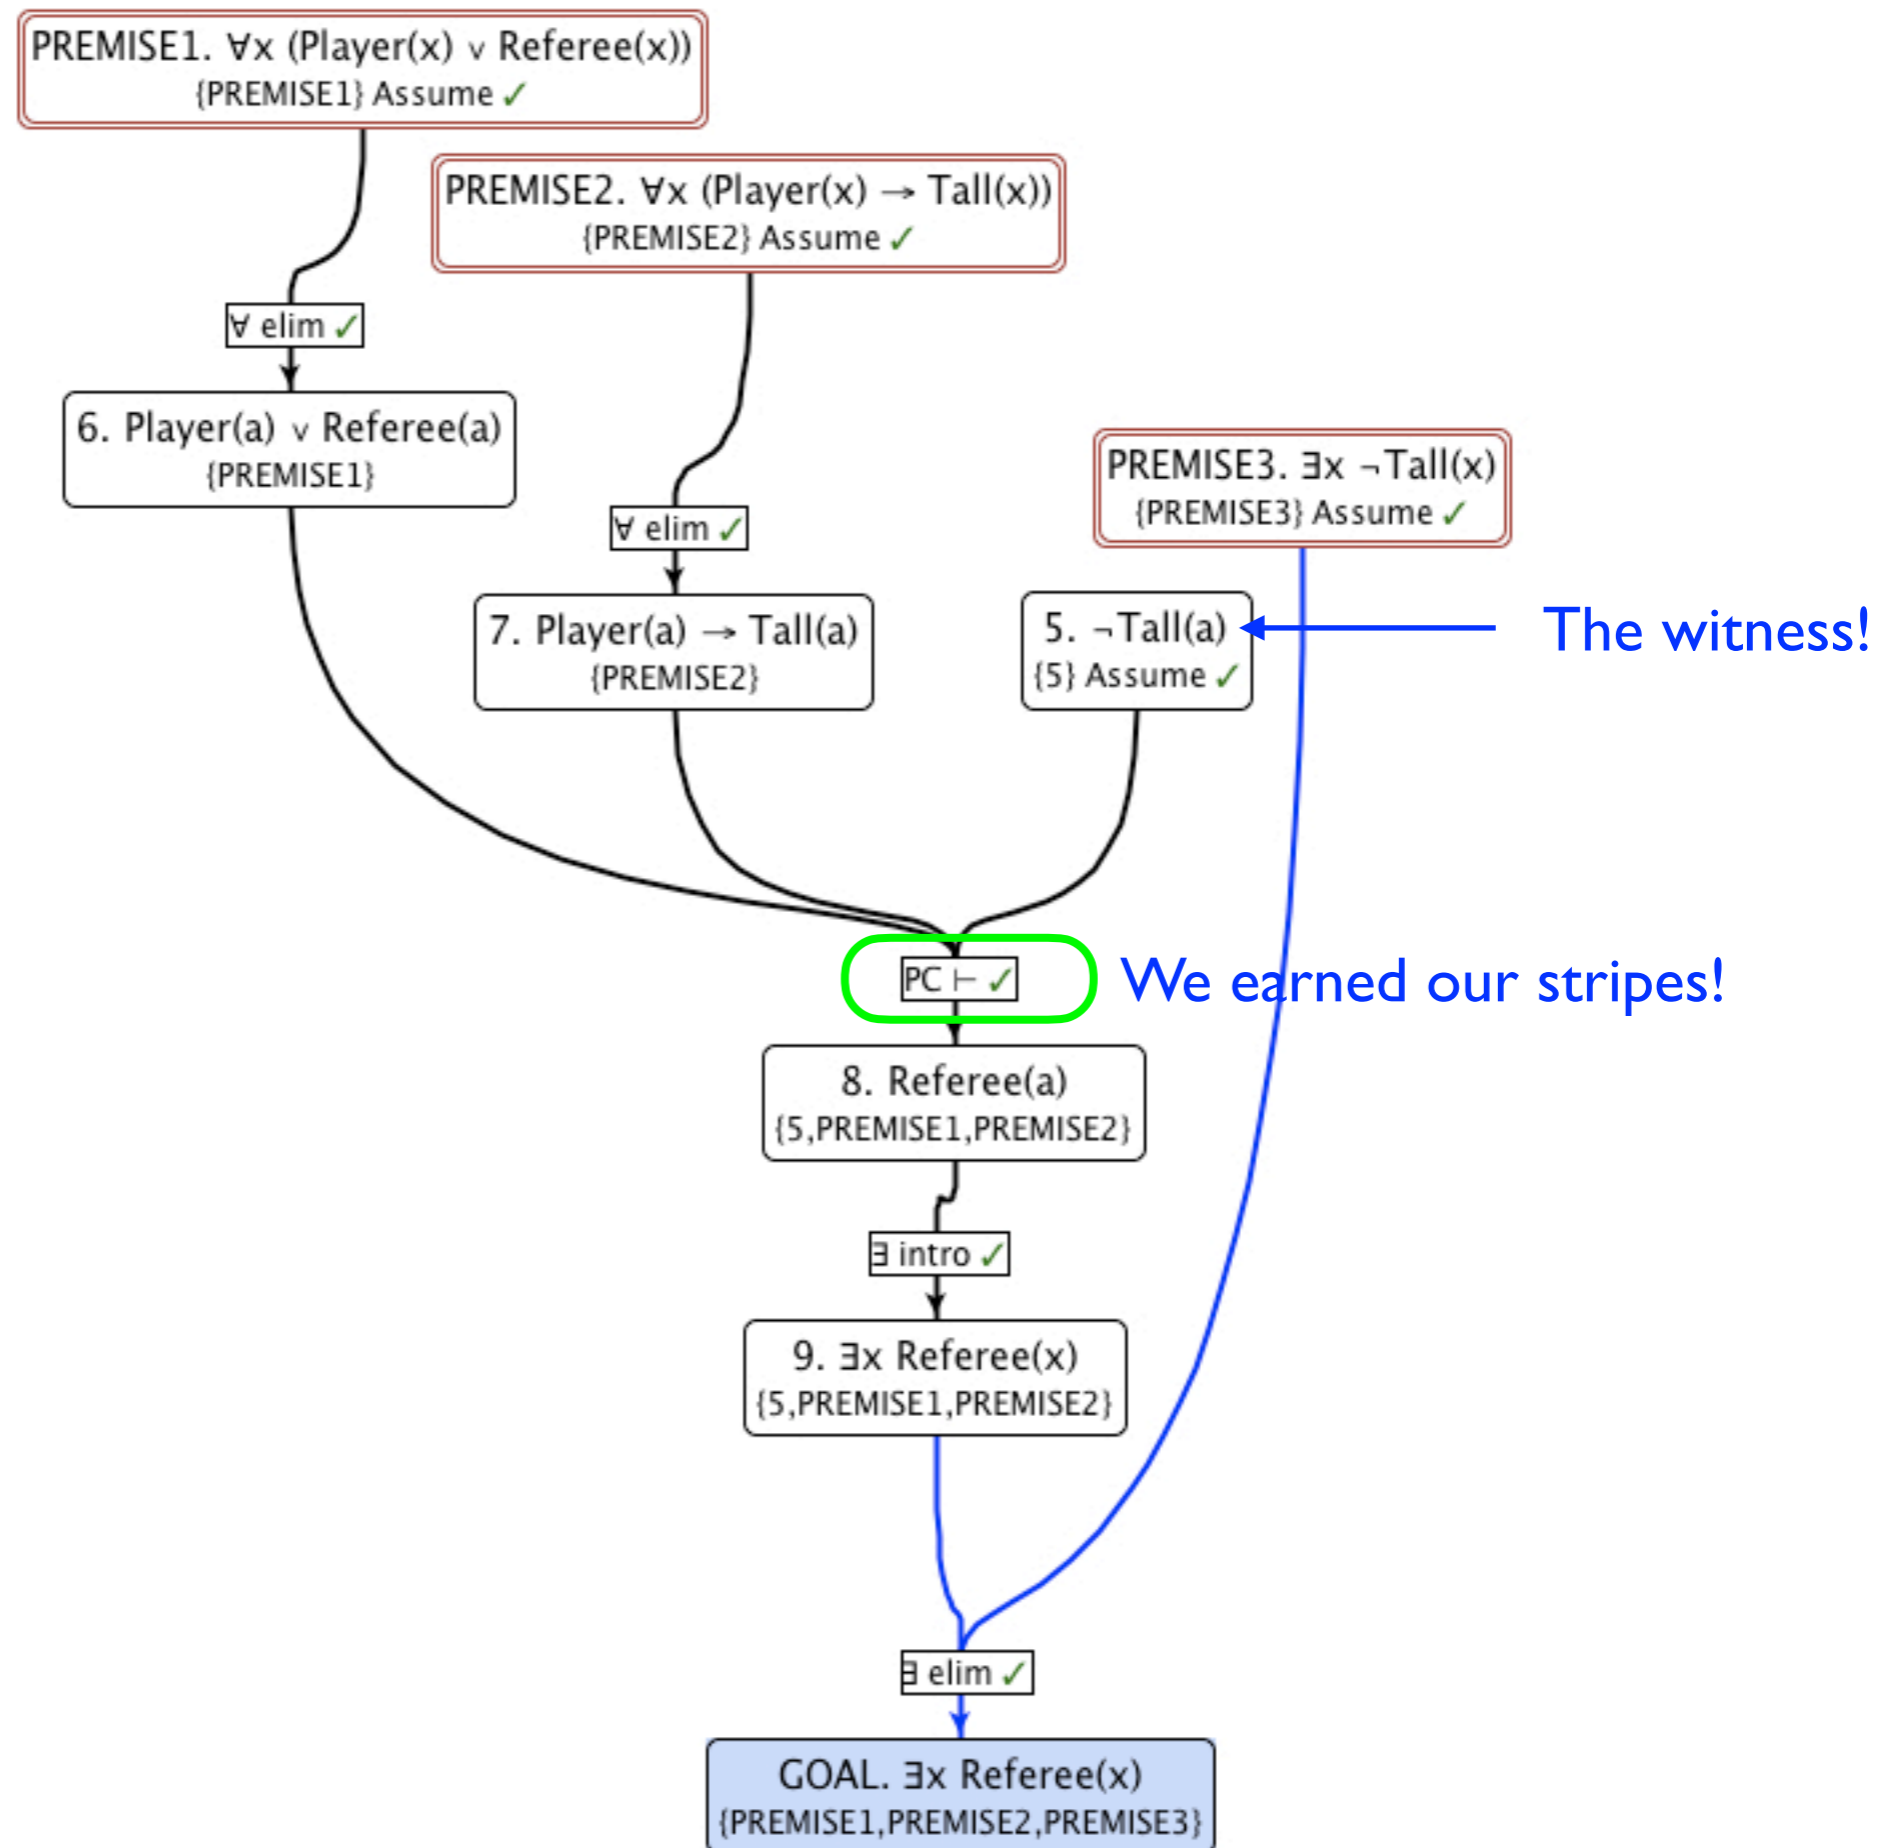 PREMISE1. ∀x (Player(x) ∨ Referee(x))
{PREMISE1} Assume ✓
PREMISE2. ∀x (Player(x) → Tall(x))
{PREMISE2} Assume ✓
∀ elim ✓
6. Player(a) ∨ Referee(a)
{PREMISE1}
PREMISE3. ∃x ¬Tall(x)
{PREMISE3} Assume ✓
∀ elim ✓
7. Player(a) → Tall(a)
{PREMISE2}
5. ¬Tall(a)
{5} Assume ✓
The witness!
PC ⊢ ✓
We earned our stripes!
8. Referee(a)
{5,PREMISE1,PREMISE2}
∃ intro ✓
9. ∃x Referee(x)
{5,PREMISE1,PREMISE2}
∃ elim ✓
GOAL. ∃x Referee(x)
{PREMISE1,PREMISE2,PREMISE3}